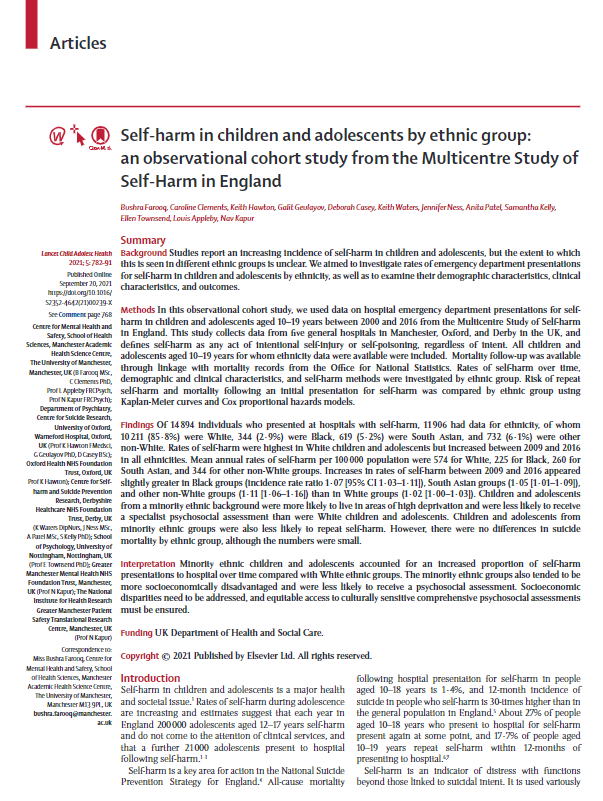 Articles
Self-harm in children and adolescents by ethnic group:
an observational cohort study from the Multicentre Study of
Self-Harm in England
Bushra Farooq, Caroline Clements, Keith Hawton, Galit Geulayov, Deborah Casey, Keith Waters, Jennifer Ness, Anita Patel, Samantha Kelly,
Ellen Townsend, Louis Appleby, Nav Kapur
Lancet Child Adolesc Health
2021; 5: 782–91
Published Online
September 20, 2021
https://doi.org/10.1016/
S2352-4642(21)00239-X
See Comment page 768
Centre for Mental Health and
Safety, School of Health
Sciences, Manchester Academic
Health Science Centre,
The University of Manchester,
Manchester, UK (B Farooq MSc,
C Clements PhD,
Prof L Appleby FRCPsych,
Prof N Kapur FRCPsych);
Department of Psychiatry,
Centre for Suicide Research,
University of Oxford,
Warneford Hospital, Oxford,
UK (Prof K Hawton FMedSci,
G Geulayov PhD, D Casey BSc);
Oxford Health NHS Foundation
Trust, Oxford, UK
(Prof K Hawton); Centre for Self-
harm and Suicide Prevention
Research, Derbyshire
Healthcare NHS Foundation
Trust, Derby, UK
(K Waters DipNurs, J Ness MSc,
A Patel MSc, S Kelly PhD); School
of Psychology, University of
Nottingham, Nottingham, UK
(Prof E Townsend PhD); Greater
Manchester Mental Health NHS
Foundation Trust, Manchester,
UK (Prof N Kapur); The National
Institute for Health Research
Greater Manchester Patient
Safety Translational Research
Centre, Manchester, UK
(Prof N Kapur)
Correspondence to:
Miss Bushra Farooq, Centre for
Mental Health and Safety, School
of Health Sciences, Manchester
Academic Health Science Centre,
The University of Manchester,
Manchester M13 9PL, UK
bushra.farooq@manchester.
ac.uk
Summary
Background Studies report an increasing incidence of self-harm in children and adolescents, but the extent to which
this is seen in different ethnic groups is unclear. We aimed to investigate rates of emergency department presentations
for self-harm in children and adolescents by ethnicity, as well as to examine their demographic characteristics, clinical
characteristics, and outcomes.
Methods In this observational cohort study, we used data on hospital emergency department presentations for self-
harm in children and adolescents aged 10–19 years between 2000 and 2016 from the Multicentre Study of Self-harm
in England. This study collects data from five general hospitals in Manchester, Oxford, and Derby in the UK, and
defines self-harm as any act of intentional self-injury or self-poisoning, regardless of intent. All children and
adolescents aged 10–19 years for whom ethnicity data were available were included. Mortality follow-up was available
through linkage with mortality records from the Office for National Statistics. Rates of self-harm over time,
demographic and clinical characteristics, and self-harm methods were investigated by ethnic group. Risk of repeat
self-harm and mortality following an initial presentation for self-harm was compared by ethnic group using
Kaplan-Meier curves and Cox proportional hazards models.
Findings Of 14 894 individuals who presented at hospitals with self-harm, 11 906 had data for ethnicity, of whom
10 211 (85·8%) were White, 344 (2·9%) were Black, 619 (5·2%) were South Asian, and 732 (6·1%) were other
non-White. Rates of self-harm were highest in White children and adolescents but increased between 2009 and 2016
in all ethnicities. Mean annual rates of self-harm per 100 000 population were 574 for White, 225 for Black, 260 for
South Asian, and 344 for other non-White groups. Increases in rates of self-harm between 2009 and 2016 appeared
slightly greater in Black groups (incidence rate ratio 1·07 [95% CI 1·03–1·11]), South Asian groups (1·05 [1·01–1·09]),
and other non-White groups (1·11 [1·06–1·16]) than in White groups (1·02 [1·00–1·03]). Children and adolescents
from a minority ethnic background were more likely to live in areas of high deprivation and were less likely to receive
a specialist psychosocial assessment than were White children and adolescents. Children and adolescents from
minority ethnic groups were also less likely to repeat self-harm. However, there were no differences in suicide
mortality by ethnic group, although the numbers were small.
Interpretation Minority ethnic children and adolescents accounted for an increased proportion of self-harm
presentations to hospital over time compared with White ethnic groups. The minority ethnic groups also tended to be
more socioeconomically disadvantaged and were less likely to receive a psychosocial assessment. Socioeconomic
disparities need to be addressed, and equitable access to culturally sensitive comprehensive psychosocial assessments
must be ensured.
Funding UK Department of Health and Social Care.
Copyright © 2021 Published by Elsevier Ltd. All rights reserved.
Introduction
Self-harm in children and adolescents is a major health
and societal issue.¹ Rates of self-harm during adolescence
are increasing and estimates suggest that each year in
England 200 000 adolescents aged 12–17 years self-harm
and do not come to the attention of clinical services, and
that a further 21 000 adolescents present to hospital
following self-harm.¹⁻³
Self-harm is a key area for action in the National Suicide
Prevention Strategy for England.⁴ All-cause mortality
following hospital presentation for self-harm in people
aged 10–18 years is 1·4%, and 12-month incidence of
suicide in people who self-harm is 30-times higher than in
the general population in England.⁵ About 27% of people
aged 10–18 years who present to hospital for self-harm
present again at some point, and 17·7% of people aged
10–19 years repeat self-harm within 12-months of
presenting to hospital.⁶,⁷
Self-harm is an indicator of distress with functions
beyond those linked to suicidal intent. It is used variously